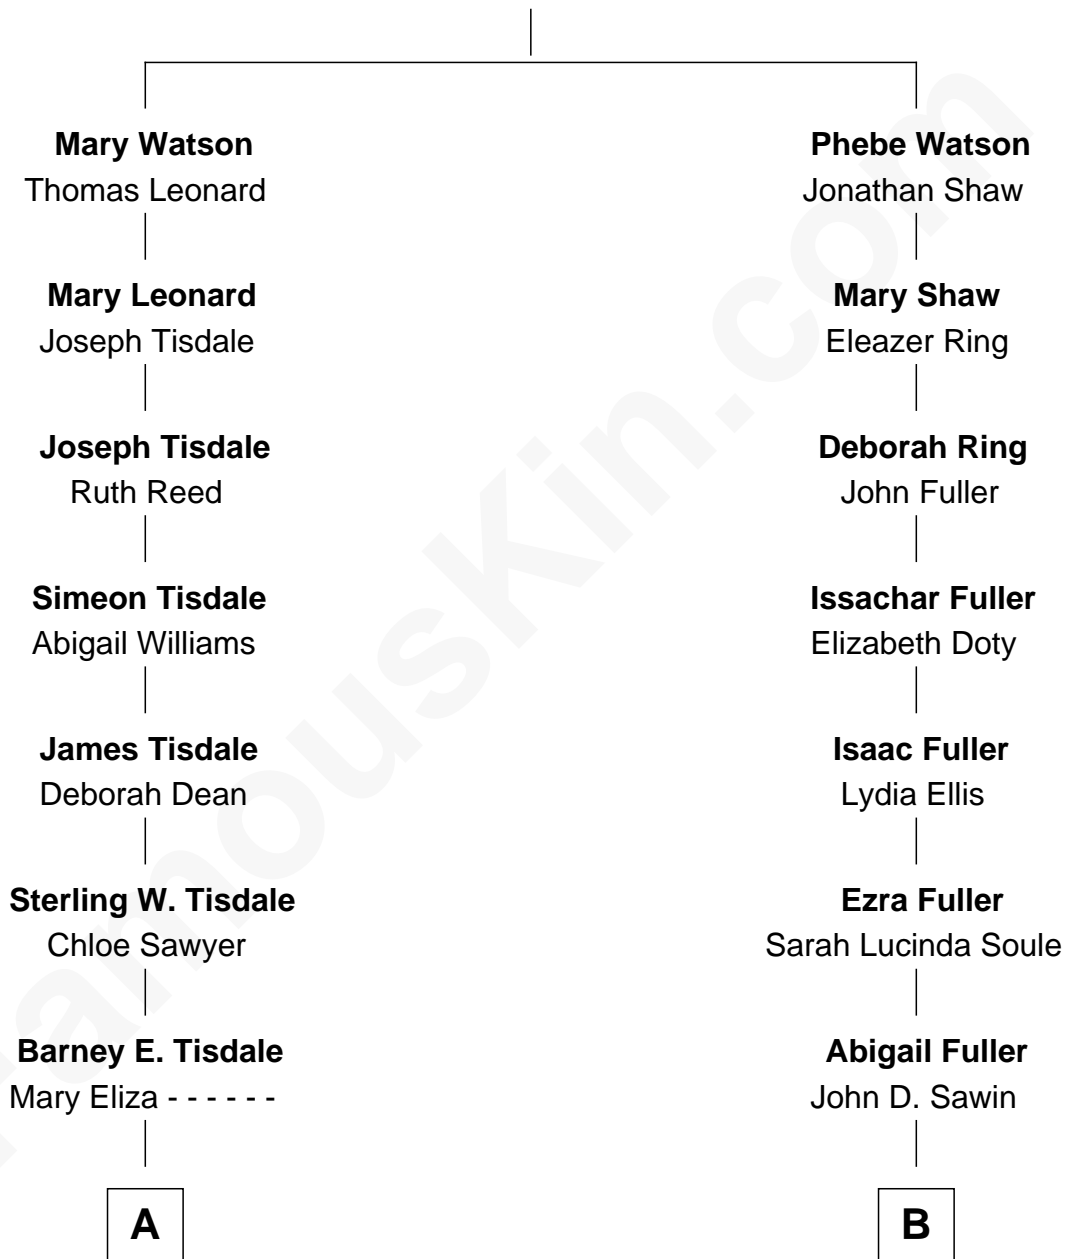 Mary Watson
Thomas Leonard
Mary Leonard
Joseph Tisdale
Joseph Tisdale
Ruth Reed
Simeon Tisdale
Abigail Williams
James Tisdale
Deborah Dean
Sterling W. Tisdale
Chloe Sawyer
Barney E. Tisdale
Mary Eliza - - - - - -
A
Phebe Watson
Jonathan Shaw
Mary Shaw
Eleazer Ring
Deborah Ring
John Fuller
Issachar Fuller
Elizabeth Doty
Isaac Fuller
Lydia Ellis
Ezra Fuller
Sarah Lucinda Soule
Abigail Fuller
John D. Sawin
B
FamousKin.com